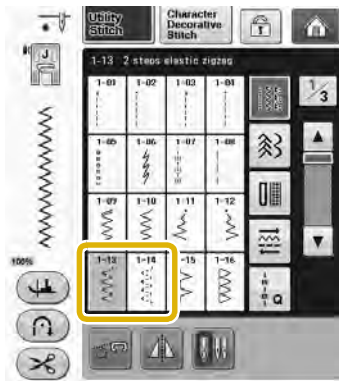 Utility Stitch
Character Decorative Stitch
J
1-13 2 steps elastic zigzag
1-01 1-02 1-03 1-04
1/3
1-05 1-06 1-07 1-08
1-09 1-10 1-11 1-12
100%
1-13 1-14 1-15 1-16
Q